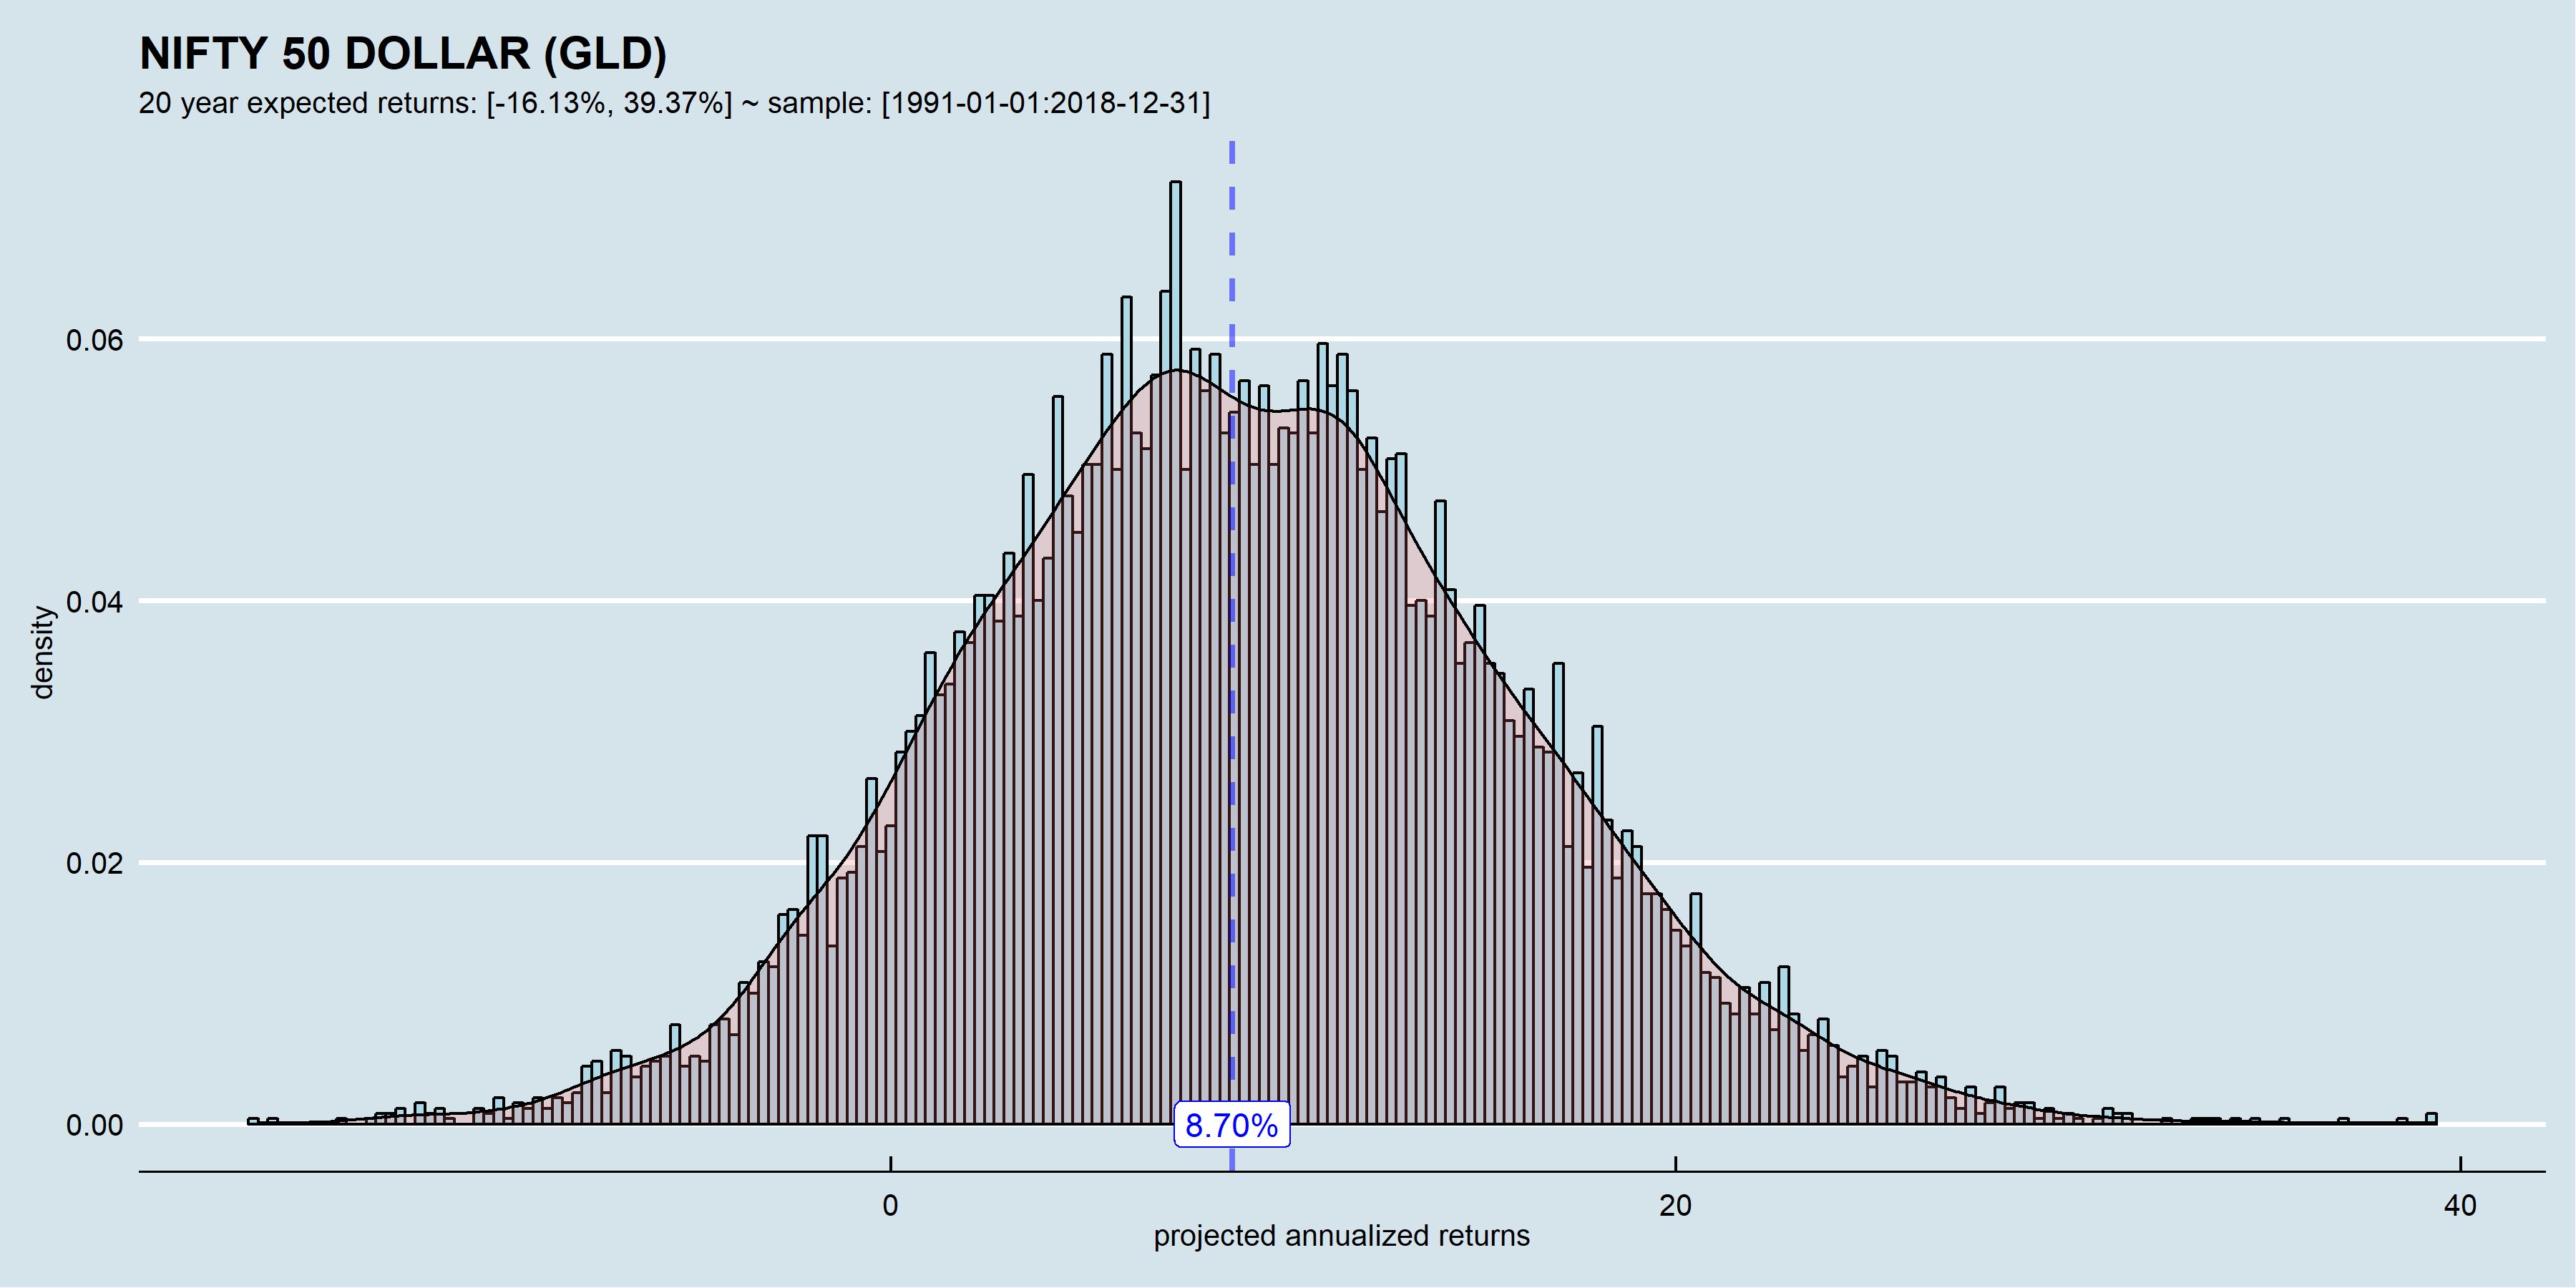 NIFTY 50 DOLLAR (GLD)
20 year expected returns: [-16.13%, 39.37%] ~ sample: [1991-01-01:2018-12-31]
0.06
0.04
0.02
0.00
density
8.70%
0
20
40
projected annualized returns